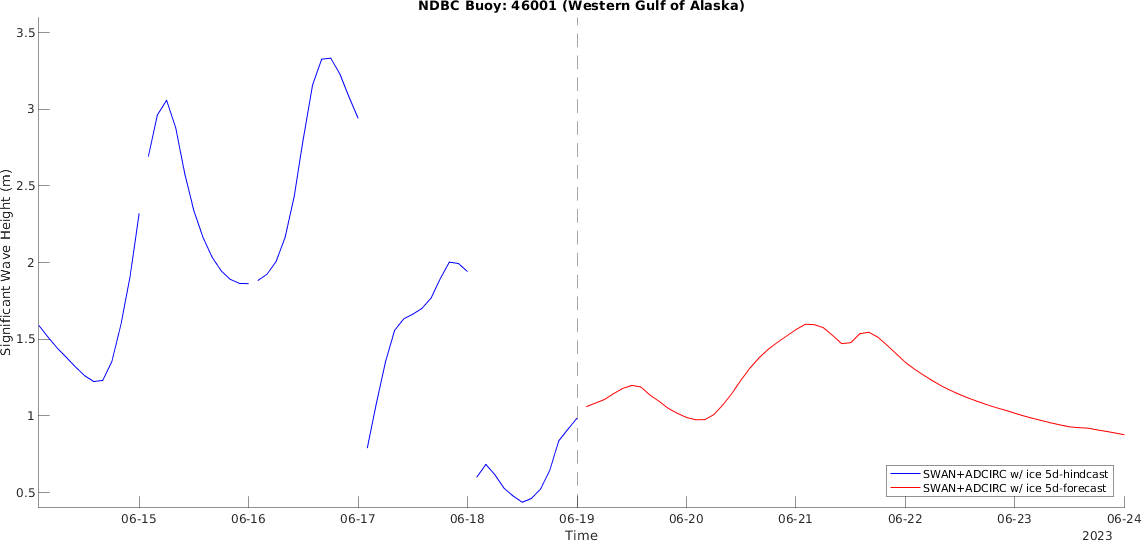 NDBC Buoy: 46001 (Western Gulf of Alaska)
3.5
3
2.5
2
1.5
1
0.5
Significant Wave Height (m)
06-15 06-16 06-17 06-18 06-19 06-20 06-21 06-22 06-23 06-24
Time
2023
SWAN+ADCIRC w/ ice 5d-hindcast
SWAN+ADCIRC w/ ice 5d-forecast